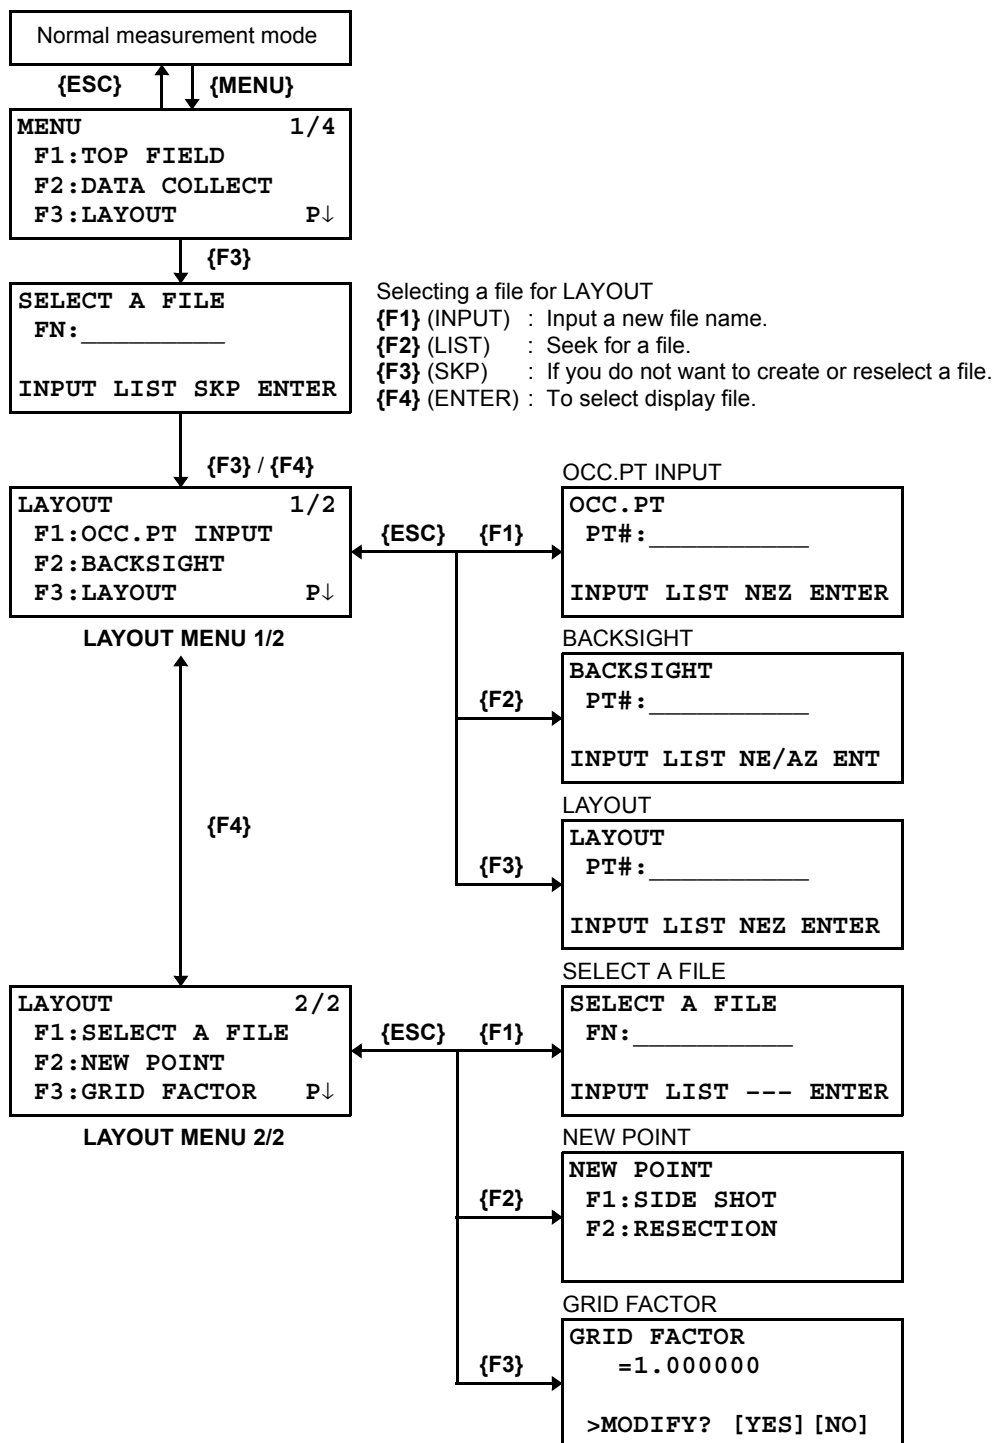 Normal measurement mode
{ESC} {MENU}
MENU 1/4
F1:TOP FIELD
F2:DATA COLLECT
F3:LAYOUT P↓
{F3}
SELECT A FILE
FN:_________
INPUT LIST SKP ENTER
Selecting a file for LAYOUT
{F1} (INPUT) : Input a new file name.
{F2} (LIST) : Seek for a file.
{F3} (SKP) : If you do not want to create or reselect a file.
{F4} (ENTER) : To select display file.
{F3} / {F4}
LAYOUT 1/2
F1:OCC.PT INPUT
F2:BACKSIGHT
F3:LAYOUT P↓
LAYOUT MENU 1/2
{ESC} {F1}
OCC.PT INPUT
OCC.PT
PT#:__________
INPUT LIST NEZ ENTER
{F2}
BACKSIGHT
BACKSIGHT
PT#:__________
INPUT LIST NE/AZ ENT
{F3}
LAYOUT
LAYOUT
PT#:__________
INPUT LIST NEZ ENTER
{F4}
LAYOUT 2/2
F1:SELECT A FILE
F2:NEW POINT
F3:GRID FACTOR P↓
LAYOUT MENU 2/2
{ESC} {F1}
SELECT A FILE
SELECT A FILE
FN:__________
INPUT LIST --- ENTER
{F2}
NEW POINT
NEW POINT
F1:SIDE SHOT
F2:RESECTION
{F3}
GRID FACTOR
GRID FACTOR
=1.000000
>MODIFY? [YES][NO]